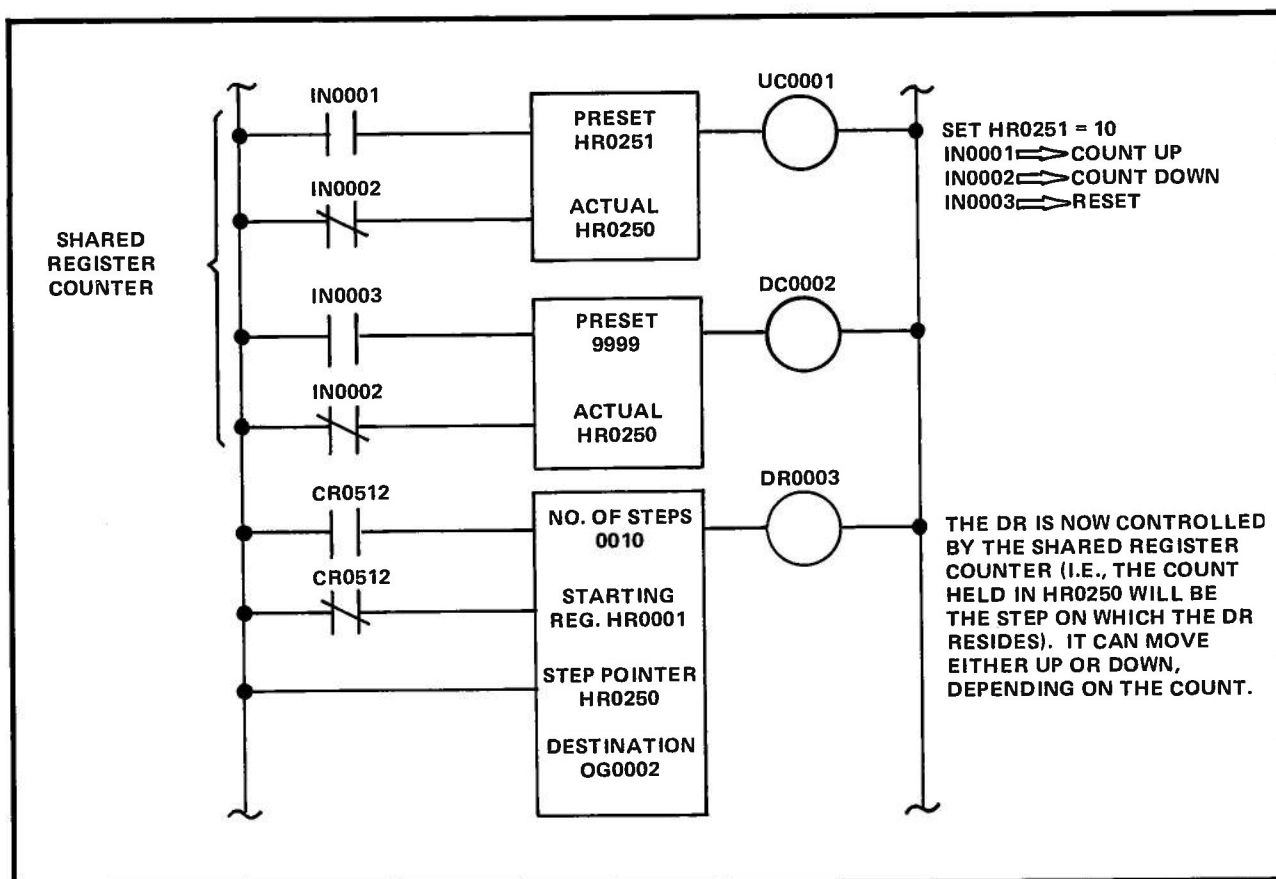 SHARED
REGISTER
COUNTER
IN0001
PRESET
HR0251
UC0001
IN0002
ACTUAL
HR0250
SET HR0251 = 10
IN0001⇒COUNT UP
IN0002⇒COUNT DOWN
IN0003⇒RESET
IN0003
PRESET
9999
DC0002
IN0002
ACTUAL
HR0250
CR0512
NO. OF STEPS
0010
DR0003
CR0512
STARTING
REG. HR0001
STEP POINTER
HR0250
DESTINATION
OG0002
THE DR IS NOW CONTROLLED
BY THE SHARED REGISTER
COUNTER (I.E., THE COUNT
HELD IN HR0250 WILL BE
THE STEP ON WHICH THE DR
RESIDES). IT CAN MOVE
EITHER UP OR DOWN,
DEPENDING ON THE COUNT.